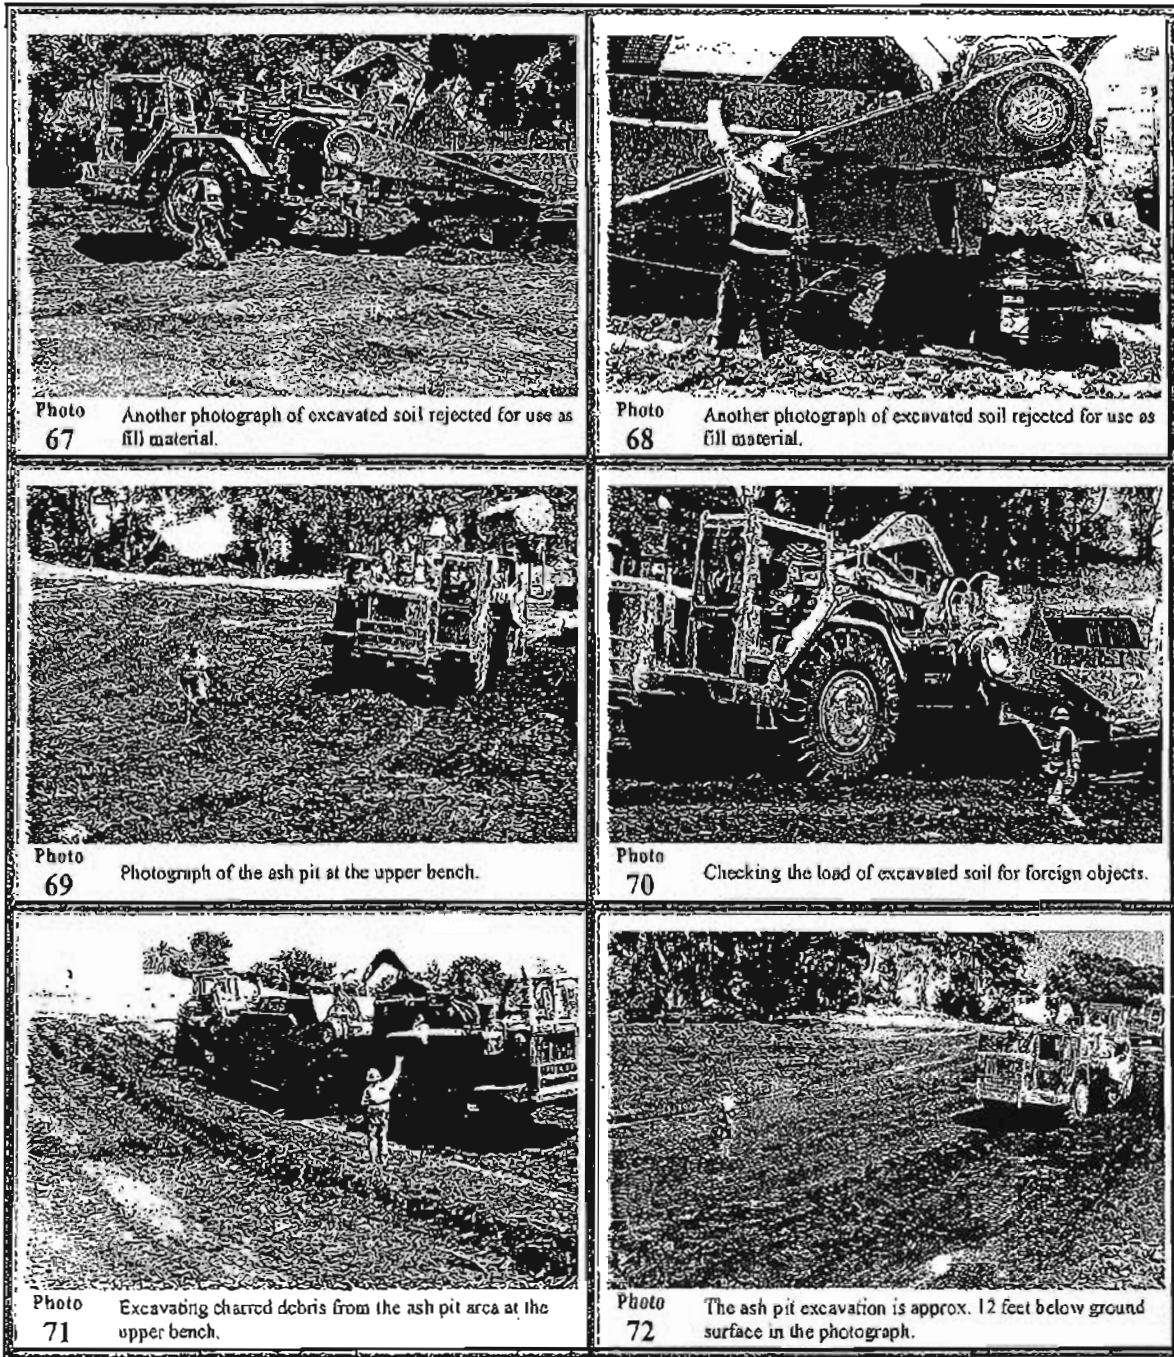 Photo
67
Another photograph of excavated soil rejected for use as
fill material.
Photo
68
Another photograph of excavated soil rejected for use as
fill material.
Photo
69
Photograph of the ash pit at the upper bench.
Photo
70
Checking the load of excavated soil for foreign objects.
Photo
71
Excavating charred debris from the ash pit area at the
upper bench.
Photo
72
The ash pit excavation is approx. 12 feet below ground
surface in the photograph.